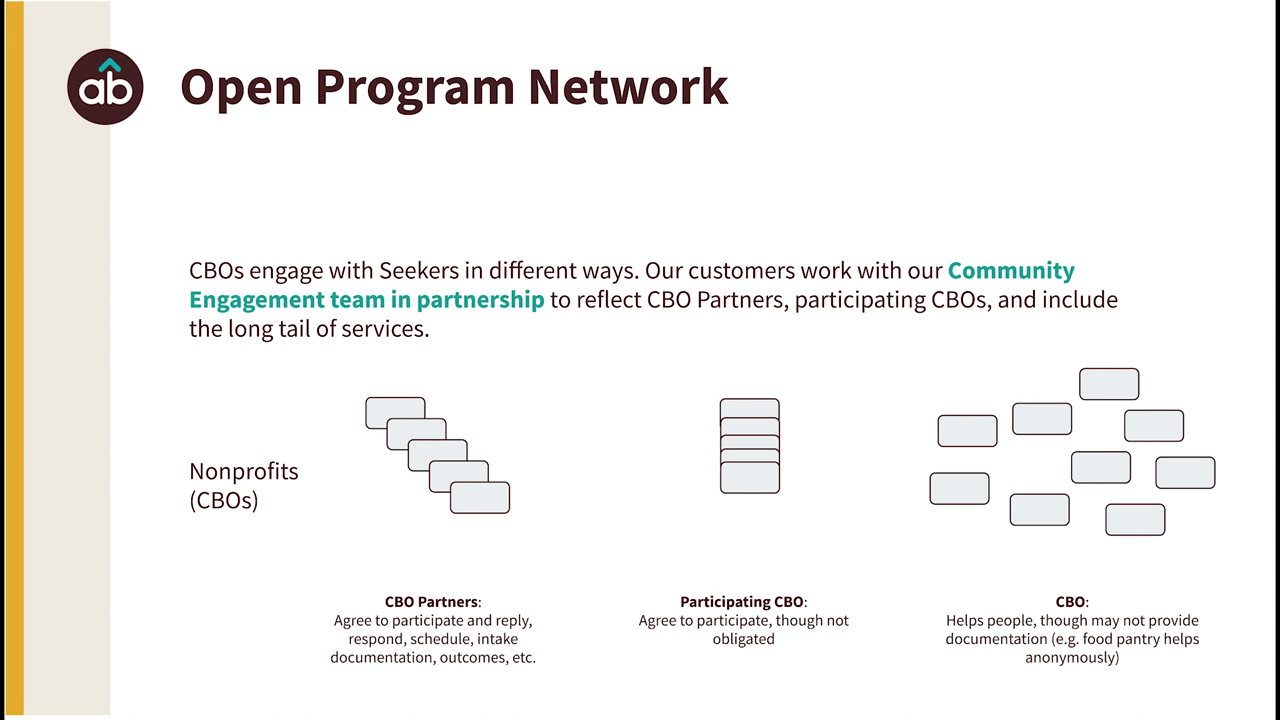 ab
Open Program Network
CBOs engage with Seekers in different ways. Our customers work with our Community
Engagement team in partnership to reflect CBO Partners, participating CBOs, and include
the long tail of services.
Nonprofits
(CBOs)
CBO Partners:
Agree to participate and reply,
respond, schedule, intake
documentation, outcomes, etc.
Participating CBO:
Agree to participate, though not
obligated
CBO:
Helps people, though may not provide
documentation (e.g. food pantry helps
anonymously)